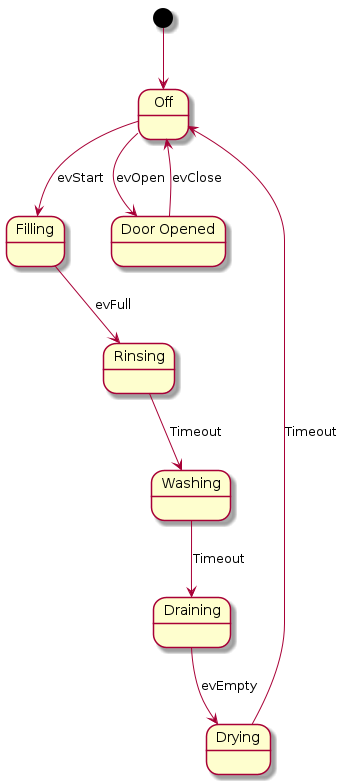 Off
evStart
evOpen
evClose
Filling
Door Opened
evFull
Rinsing
Timeout
Washing
Timeout
Draining
evEmpty
Drying
Timeout